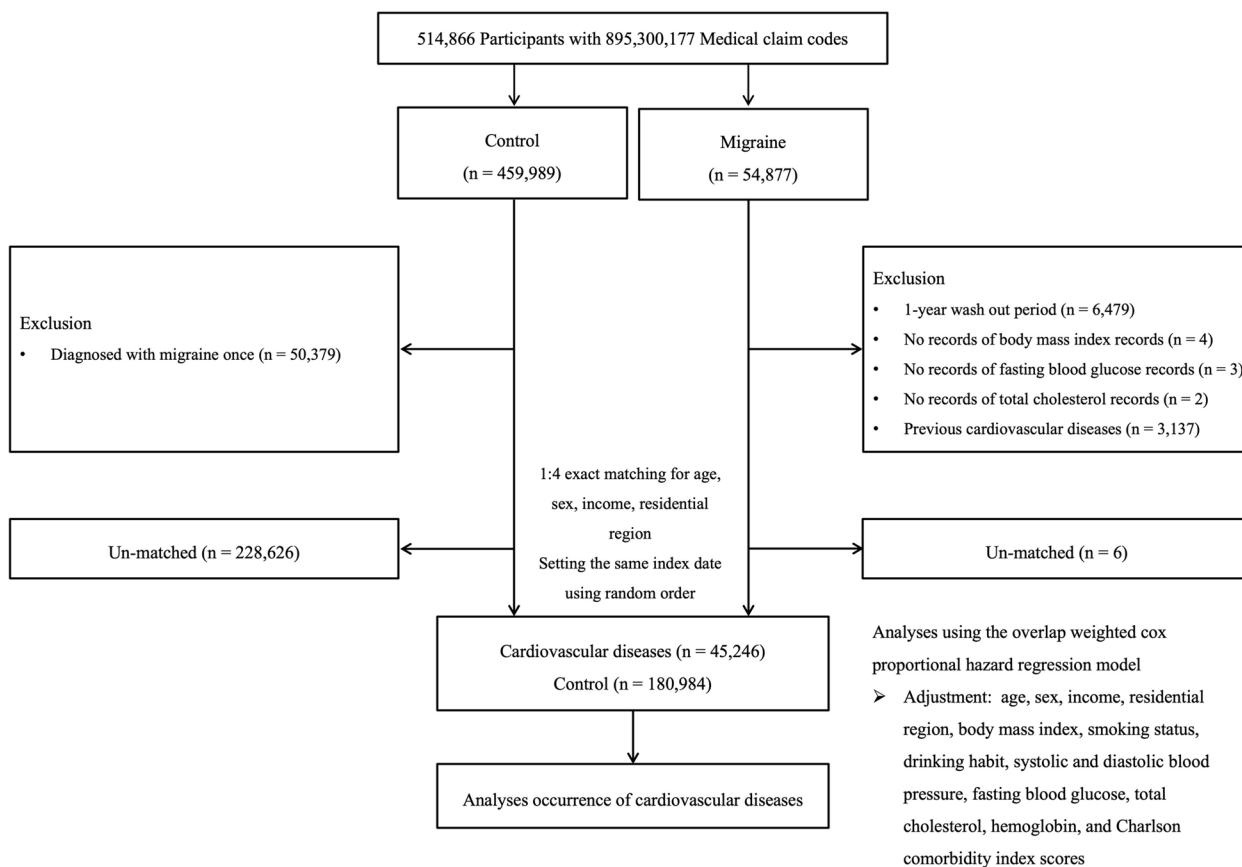 514,866 Participants with 895,300,177 Medical claim codes
Control
(n = 459,989)
Migraine
(n = 54,877)
Exclusion
• Diagnosed with migraine once (n = 50,379)
Exclusion
• 1-year wash out period (n = 6,479)
• No records of body mass index records (n = 4)
• No records of fasting blood glucose records (n = 3)
• No records of total cholesterol records (n = 2)
• Previous cardiovascular diseases (n = 3,137)
1:4 exact matching for age,
sex, income, residential
region
Setting the same index date
using random order
Un-matched (n = 228,626)
Un-matched (n = 6)
Cardiovascular diseases (n = 45,246)
Control (n = 180,984)
Analyses occurrence of cardiovascular diseases
Analyses using the overlap weighted cox
proportional hazard regression model
➢ Adjustment: age, sex, income, residential
region, body mass index, smoking status,
drinking habit, systolic and diastolic blood
pressure, fasting blood glucose, total
cholesterol, hemoglobin, and Charlson
comorbidity index scores